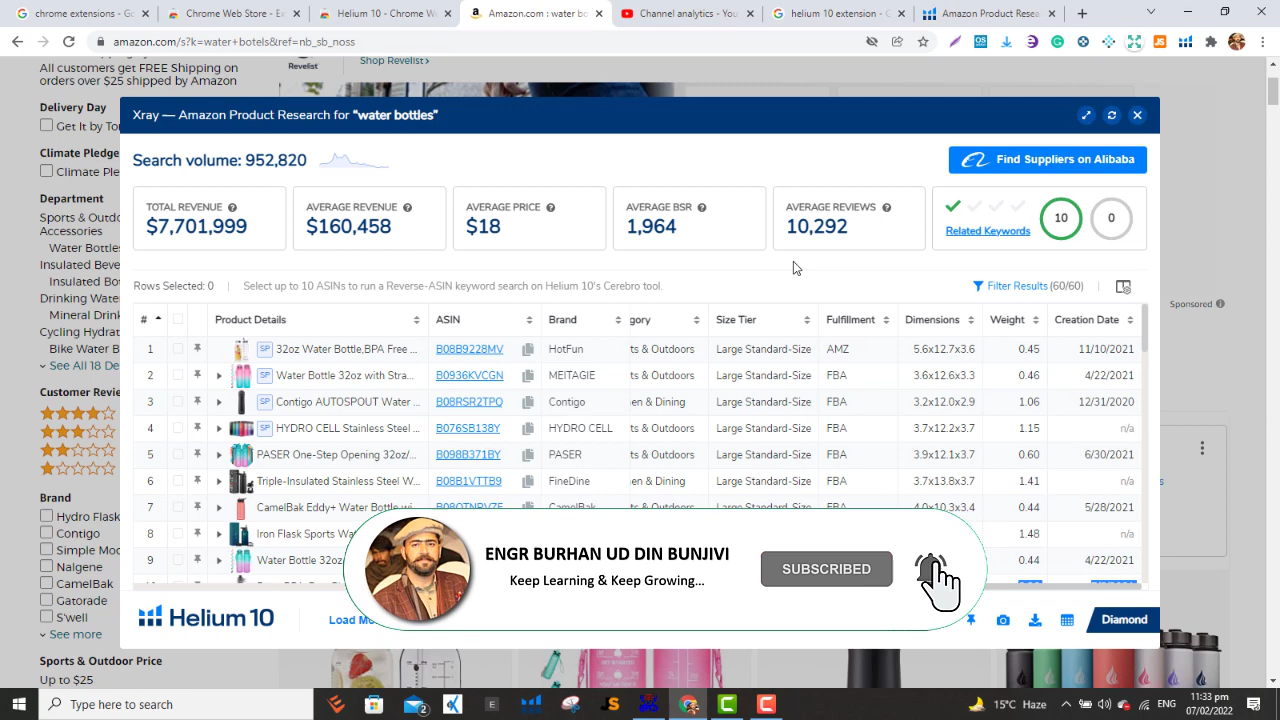 chrome extensions - Go
Chrome Web Store - E
Helium 10 - Chrome W
Amazon.com : water bo
Channel analytics - You
helium 10 extension - G
Amazon Product Resea
amazon.com/s?k=water+botels&ref=nb_sb_noss
All customers get FREE Shipping on
orders over $25 shipped by Amazon
Revelist
Shop Revelist ›
Delivery Day
Get It by Tom
Climate Pledge
Climate Ple
Department
Sports & Outdo
Accessories
Water Bottles
Insulated Beve
Insulated Bo
Drinking Water
Mineral Drink
Cycling Hydrat
Bike Water B
See All 18 De
Customer Revie
Brand
Hydro Flask
Contigo
Simple Mod
Nalgene
CamelBak
Gatorade
S'well
See more
Sports & Outdoor Price
Up to $25
Sponsored
Xray — Amazon Product Research for “water bottles”
Search volume: 952,820
Find Suppliers on Alibaba
TOTAL REVENUE
$7,701,999
AVERAGE REVENUE
$160,458
AVERAGE PRICE
$18
AVERAGE BSR
1,964
AVERAGE REVIEWS
10,292
Related Keywords
10
0
Rows Selected: 0 | Select up to 10 ASINs to run a Reverse-ASIN keyword search on Helium 10's Cerebro tool.
Filter Results (60/60)
# Product Details ASIN Brand gory Size Tier Fulfillment Dimensions Weight Creation Date
1 SP 32oz Water Bottle,BPA Free ... B08B9228MV HotFun ts & Outdoors Large Standard-Size AMZ 5.6x12.7x3.6 0.45 11/10/2021
2 SP Water Bottle 32oz with Stra... B0936KVCGN MEITAGIE ts & Outdoors Large Standard-Size FBA 3.6x12.6x3.3 0.46 4/22/2021
3 SP Contigo AUTOSPOUT Water ... B08RSR2TPQ Contigo en & Dining Large Standard-Size FBA 3.2x12.0x2.9 1.06 12/31/2020
4 SP HYDRO CELL Stainless Steel ... B076SB138Y HYDRO CELL ts & Outdoors Large Standard-Size FBA 3.7x12.2x3.7 1.15 n/a
5 PASER One-Step Opening 32oz/... B098B371BY PASER ts & Outdoors Large Standard-Size FBA 3.9x12.1x3.7 0.60 6/30/2021
6 Triple-Insulated Stainless Steel W... B08B1VTTB9 FineDine en & Dining Large Standard-Size FBA 3.7x13.8x3.7 1.41 n/a
7 CamelBak Eddy+ Water Bottle wi CamelBak ts & Outdoors Large Standard-Size FBA 4.0x10.3x3.4 0.44 5/28/2021
8 Iron Flask Sports Wa 1.48 n/a
9 Water Bottle 32oz 0.44 4/22/2021
ENGR BURHAN UD DIN BUNJIVI
Keep Learning & Keep Growing...
SUBSCRIBED
Helium 10
Load Mo
Diamond
Type here to search
2
15°C Haze
ENG
11:33 pm
07/02/2022